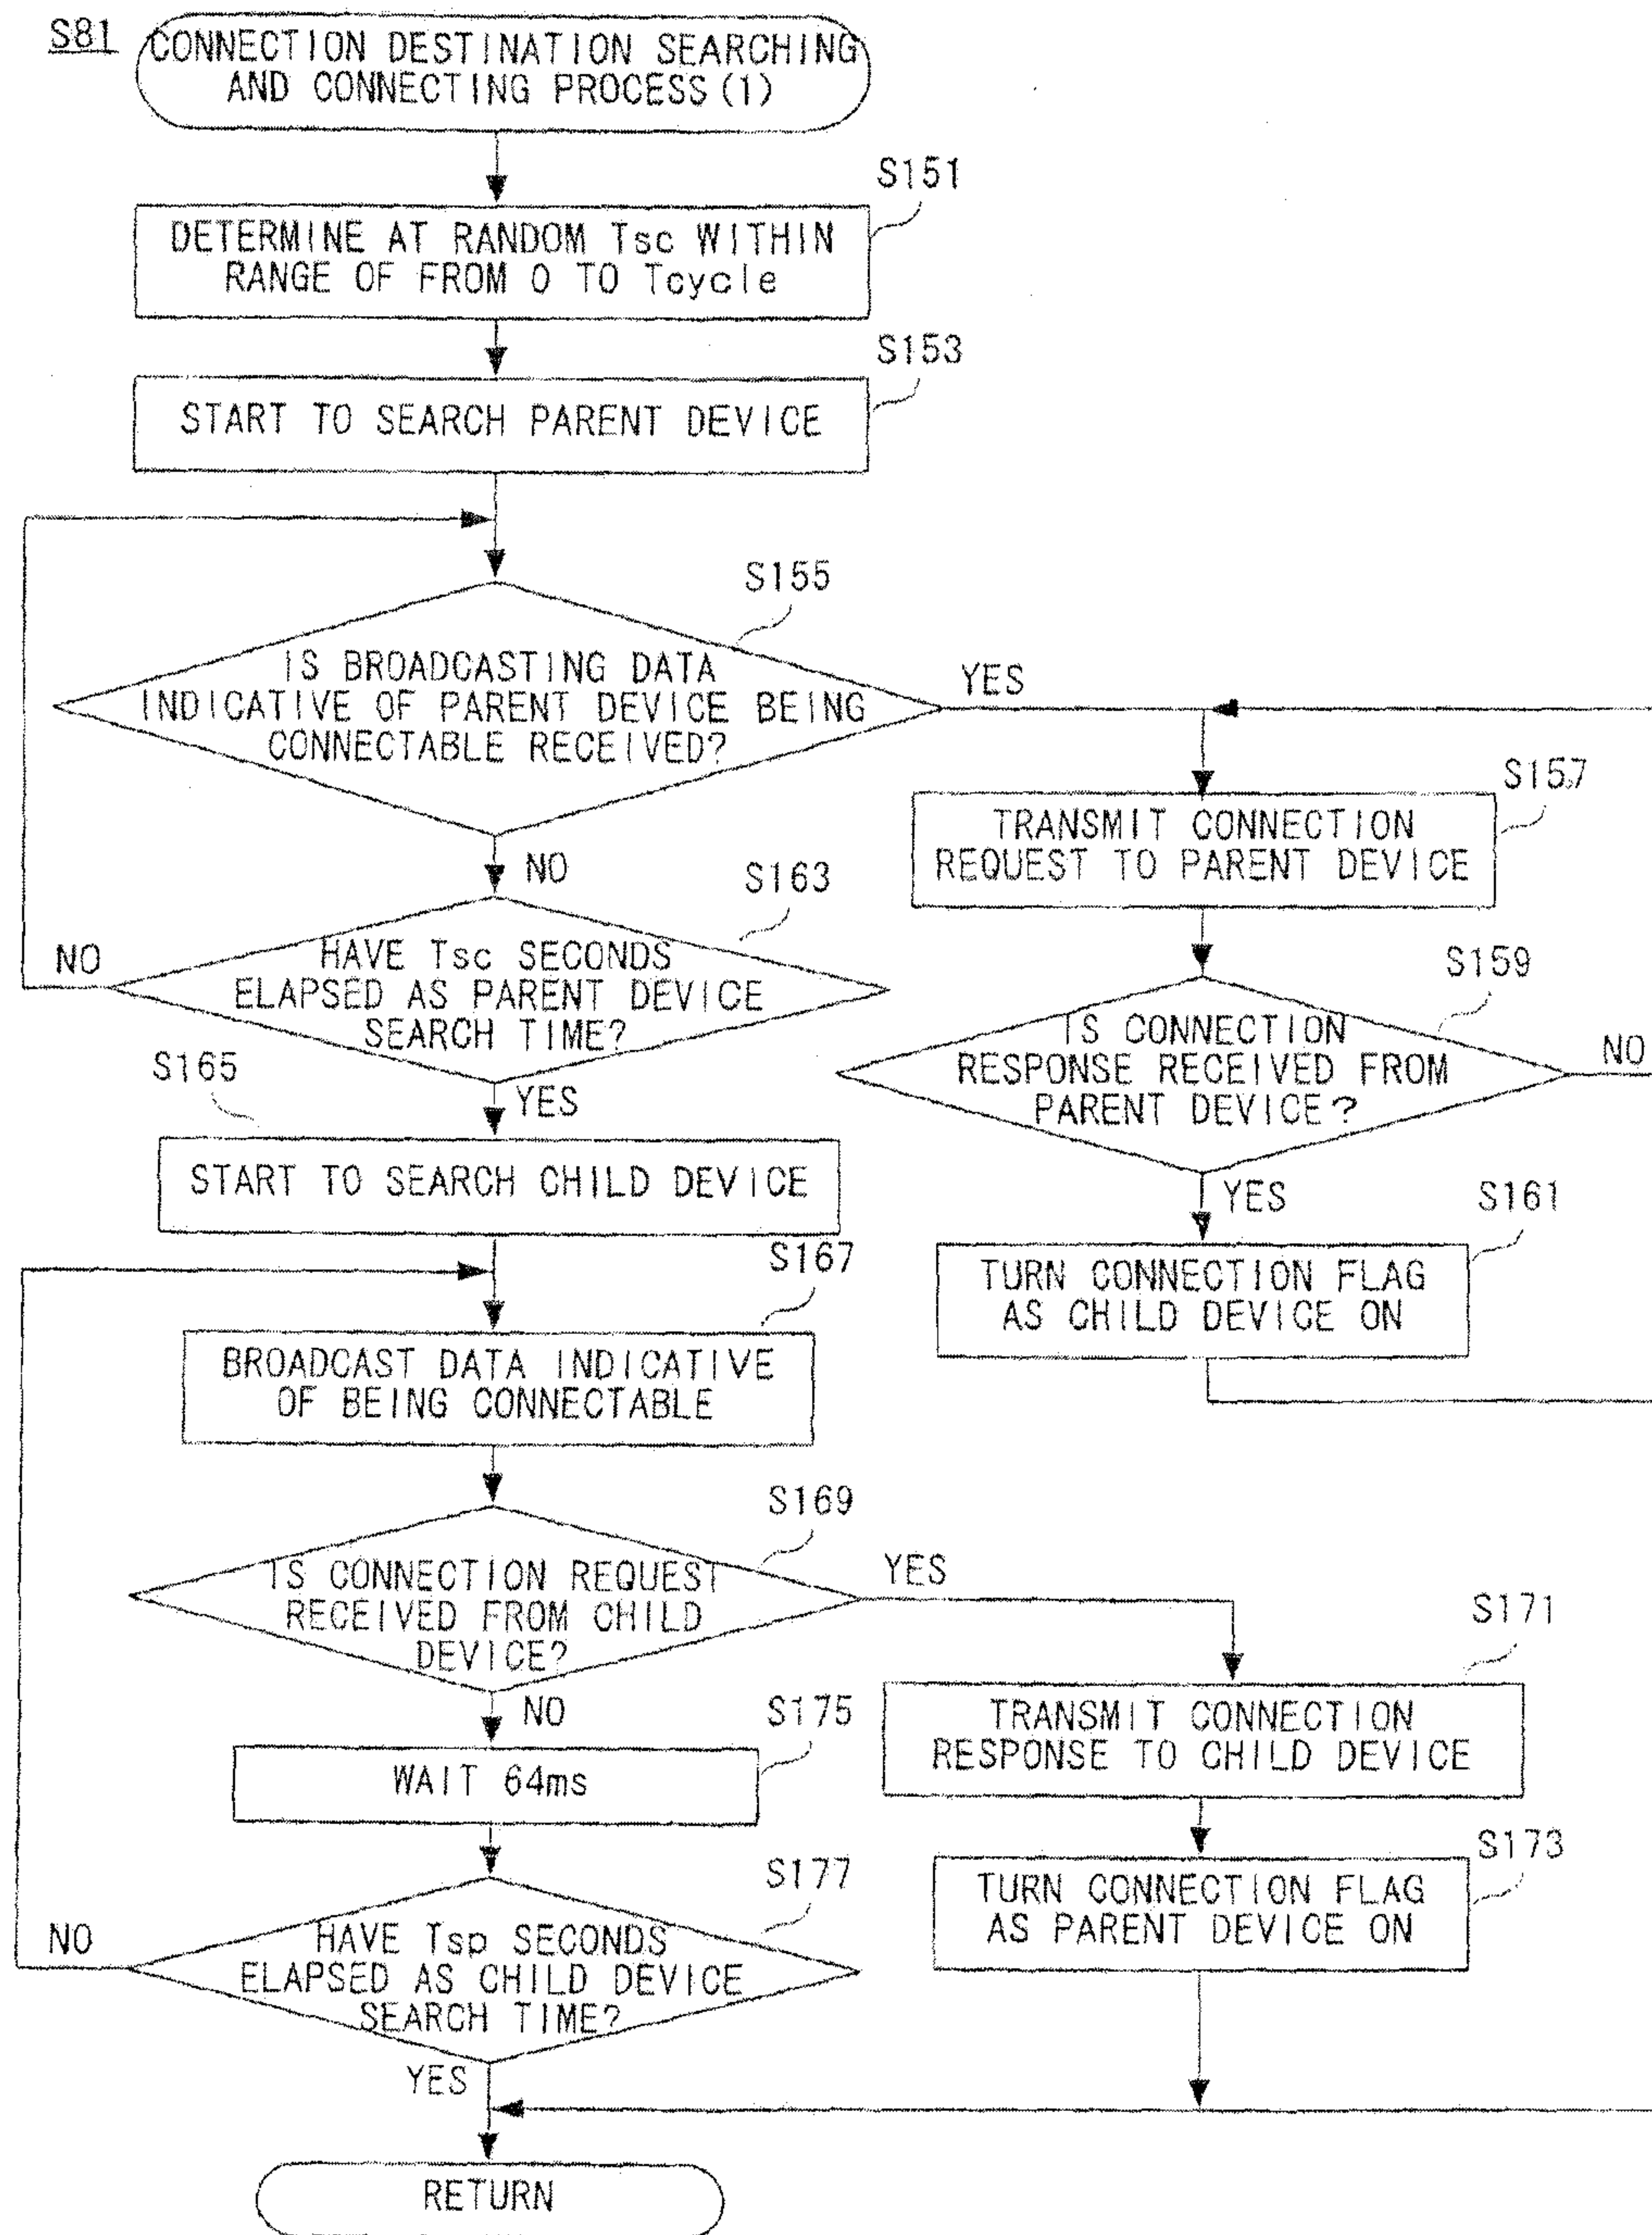 S81
CONNECTION DESTINATION SEARCHING
AND CONNECTING PROCESS(1)
S151
DETERMINE AT RANDOM Tsc WITHIN
RANGE OF FROM 0 TO Tcycle
S153
START TO SEARCH PARENT DEVICE
S155
IS BROADCASTING DATA
INDICATIVE OF PARENT DEVICE BEING
CONNECTABLE RECEIVED?
YES
S157
TRANSMIT CONNECTION
REQUEST TO PARENT DEVICE
NO
S163
HAVE Tsc SECONDS
ELAPSED AS PARENT DEVICE
SEARCH TIME?
NO
S159
IS CONNECTION
RESPONSE RECEIVED FROM
PARENT DEVICE?
NO
YES
S165
START TO SEARCH CHILD DEVICE
YES
S161
TURN CONNECTION FLAG
AS CHILD DEVICE ON
S167
BROADCAST DATA INDICATIVE
OF BEING CONNECTABLE
S169
IS CONNECTION REQUEST
RECEIVED FROM CHILD
DEVICE?
YES
S171
TRANSMIT CONNECTION
RESPONSE TO CHILD DEVICE
NO
S175
WAIT 64ms
S173
TURN CONNECTION FLAG
AS PARENT DEVICE ON
S177
HAVE Tsp SECONDS
ELAPSED AS CHILD DEVICE
SEARCH TIME?
NO
YES
RETURN